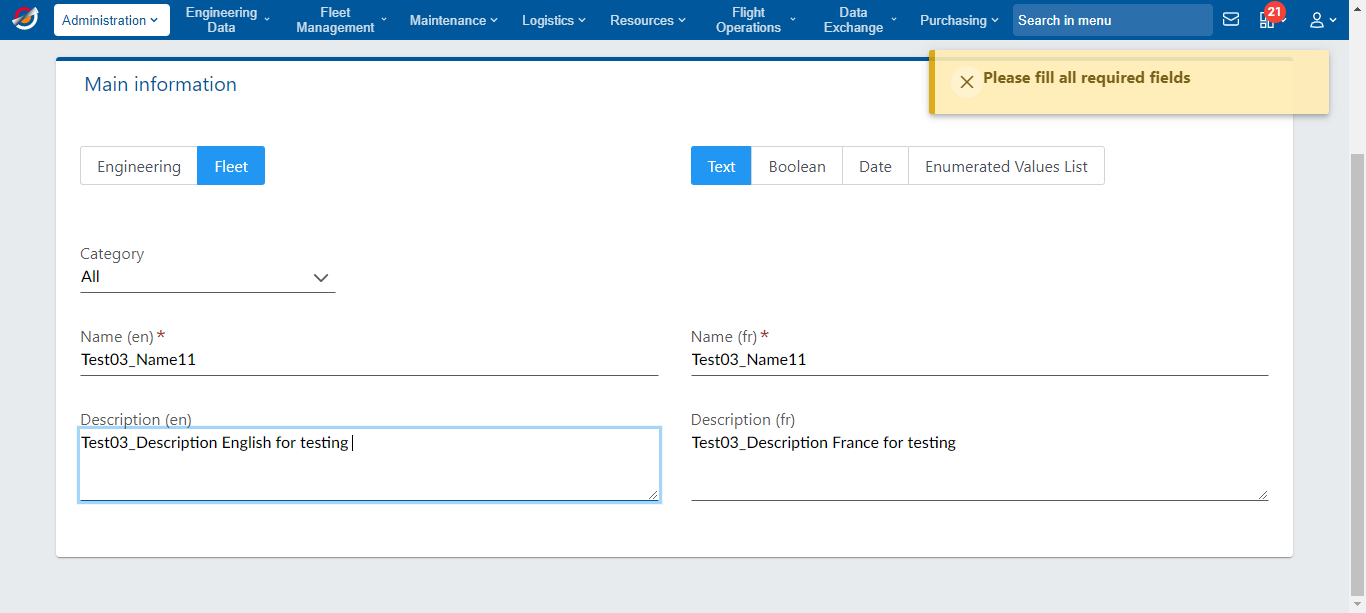 Administration
Engineering
Data
Fleet
Management
Maintenance
Logistics
Resources
Flight
Operations
Data
Exchange
Purchasing
Search in menu
21
Main information
Please fill all required fields
Engineering Fleet
Text Boolean Date Enumerated Values List
Category
All
Name (en) *
Test03_Name11
Name (fr) *
Test03_Name11
Description (en)
Test03_Description English for testing
Description (fr)
Test03_Description France for testing